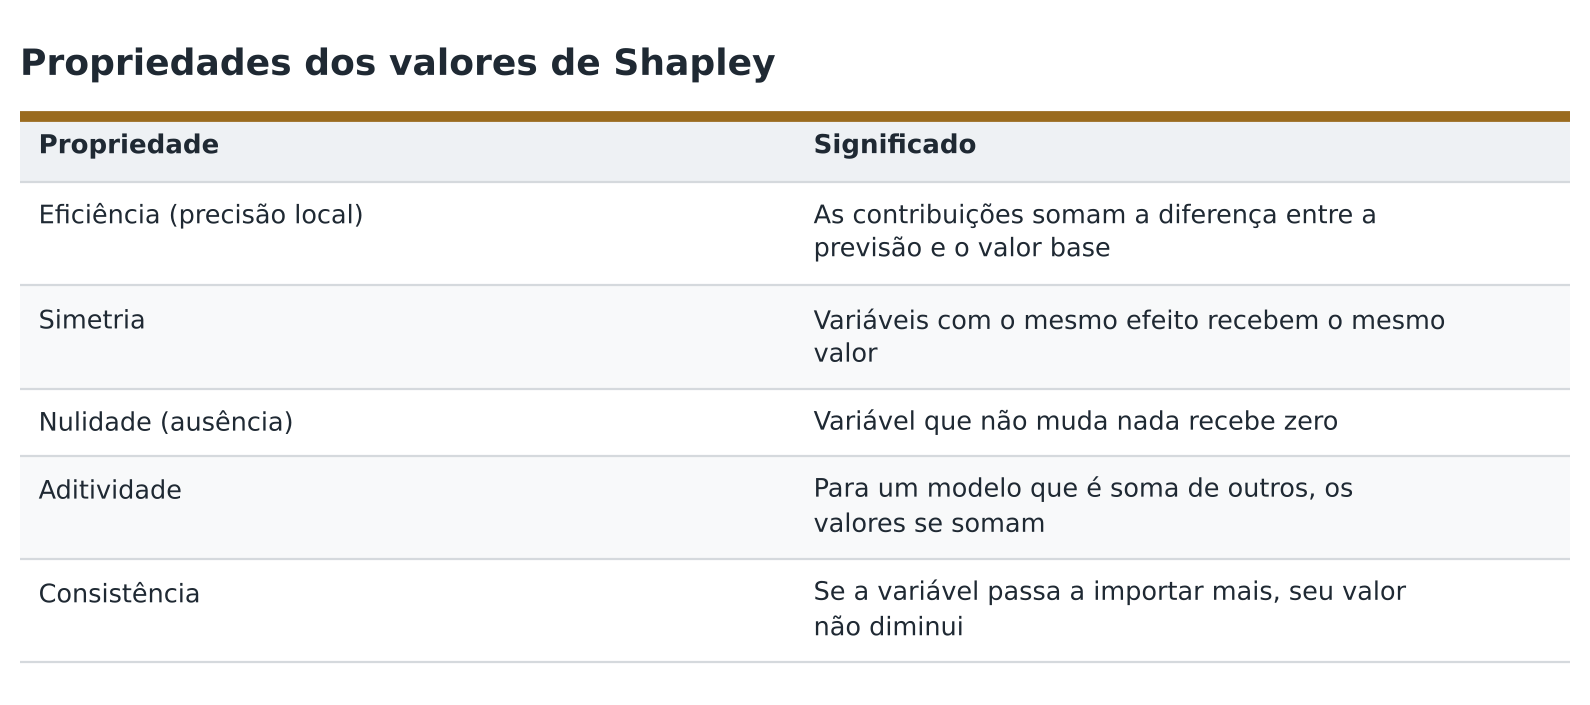 Propriedades dos valores de Shapley
Propriedade
Significado
Eficiência (precisão local)
As contribuições somam a diferença entre a
previsão e o valor base
Simetria
Variáveis com o mesmo efeito recebem o mesmo
valor
Nulidade (ausência)
Variável que não muda nada recebe zero
Aditividade
Para um modelo que é soma de outros, os
valores se somam
Consistência
Se a variável passa a importar mais, seu valor
não diminui